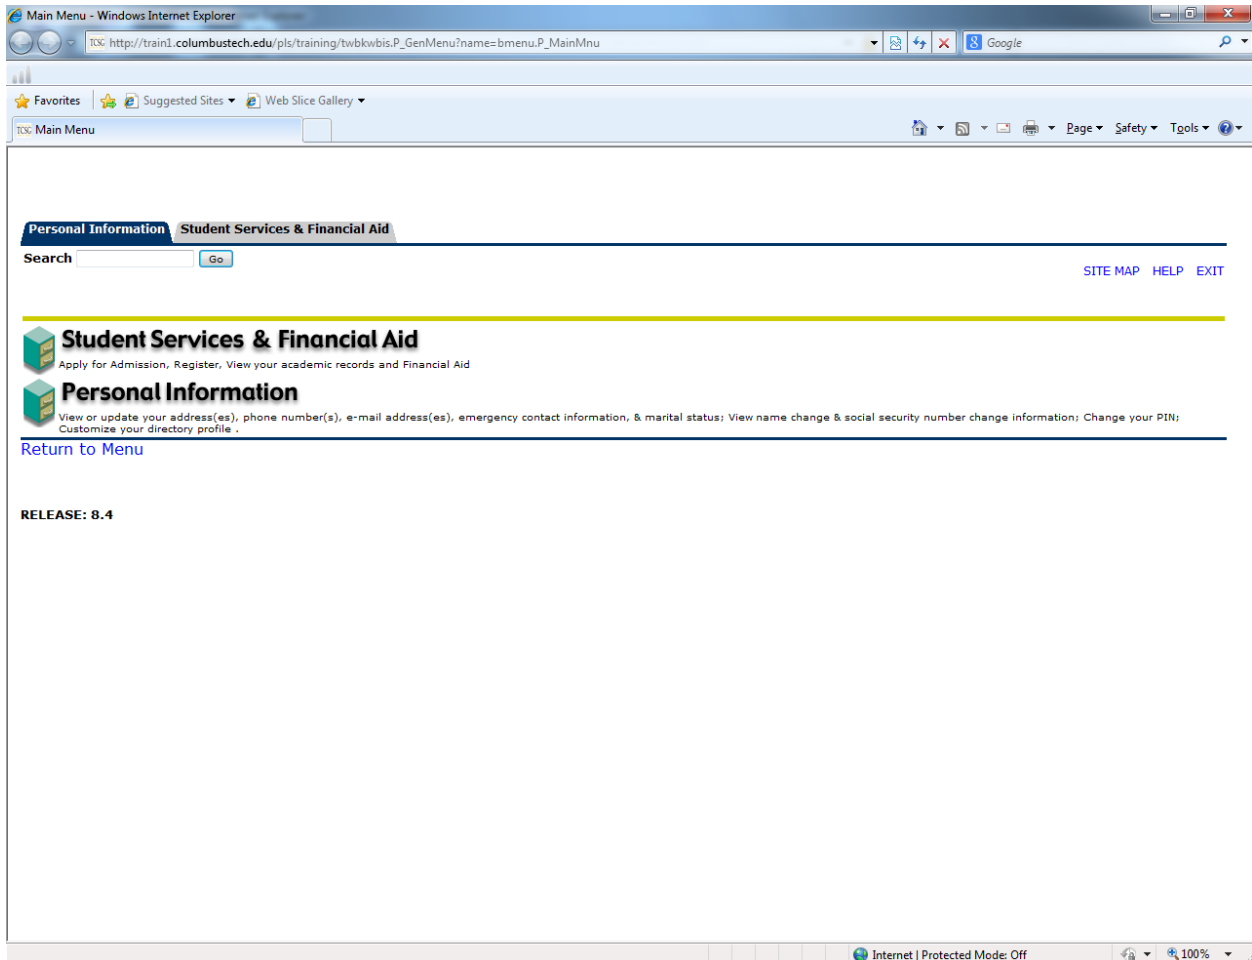 Main Menu - Windows Internet Explorer
TCSG http://train1.columbustech.edu/pls/training/twbkwbis.P_GenMenu?name=bmenu.P_MainMnu Google
Favorites Suggested Sites Web Slice Gallery
TCSG Main Menu Page Safety Tools
Personal Information Student Services & Financial Aid
Search Go
SITE MAP HELP EXIT
Student Services & Financial Aid
Apply for Admission, Register, View your academic records and Financial Aid
Personal Information
View or update your address(es), phone number(s), e-mail address(es), emergency contact information, & marital status; View name change & social security number change information; Change your PIN;
Customize your directory profile .
Return to Menu
RELEASE: 8.4
Internet | Protected Mode: Off 100%